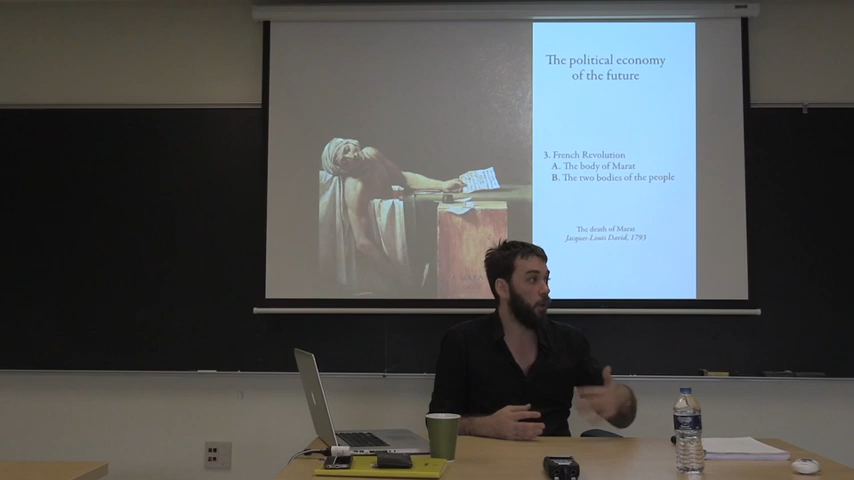 The political economy
of the future
3. French Revolution
A. The body of Marat
B. The two bodies of the people
The death of Marat
Jacques-Louis David, 1793